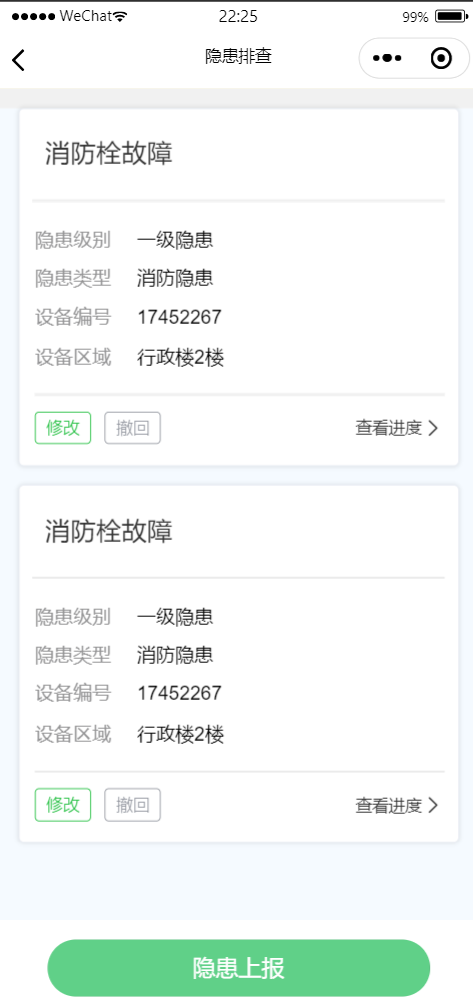 WeChat 22:25 99%
隐患排查
消防栓故障
隐患级别 一级隐患
隐患类型 消防隐患
设备编号 17452267
设备区域 行政楼2楼
修改 撤回 查看进度
消防栓故障
隐患级别 一级隐患
隐患类型 消防隐患
设备编号 17452267
设备区域 行政楼2楼
修改 撤回 查看进度
隐患上报